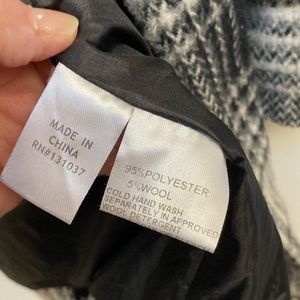 MADE IN
CHINA
RN#131037
95%POLYESTER
5%WOOL
COLD HAND WASH
SEPARATELY IN APPROVED
WOOL DETERGENT